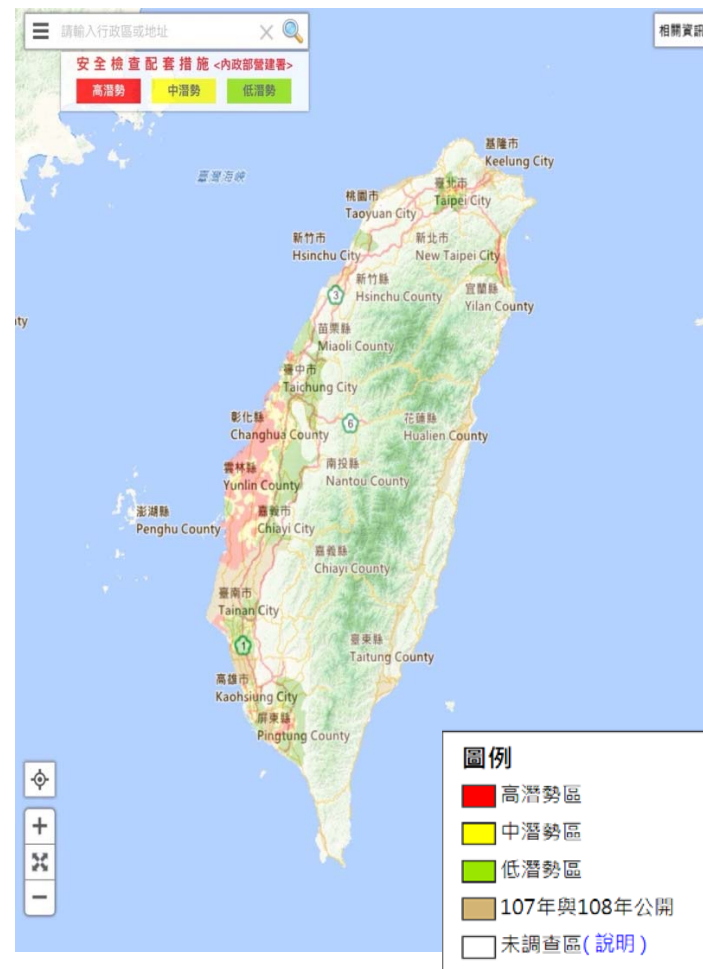 請輸入行政區或地址
相關資訊
安全檢查配套措施 <內政部營建署>
高潛勢
中潛勢
低潛勢
臺灣海峽
基隆市
Keelung City
臺北市
Taipei City
桃園市
Taoyuan City
新竹市
Hsinchu City
新北市
New Taipei City
新竹縣
Hsinchu County
宜蘭縣
Yilan County
3
ty
苗栗縣
Miaoli County
臺中市
Taichung City
彰化縣
Changhua County
6
花蓮縣
Hualien County
雲林縣
Yunlin County
南投縣
Nantou County
澎湖縣
Penghu County
嘉義市
Chiayi City
嘉義縣
Chiayi County
臺南市
Tainan City
1
臺東縣
Taitung County
高雄市
Kaohsiung City
屏東縣
Pingtung County
圖例
高潛勢區
中潛勢區
低潛勢區
107年與108年公開
未調查區(說明)